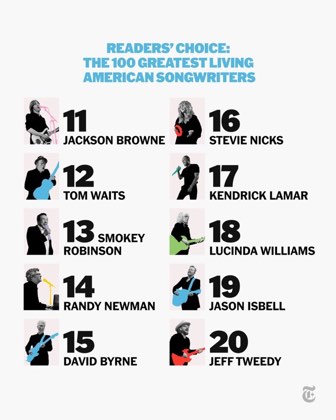 READERS' CHOICE:
THE 100 GREATEST LIVING
AMERICAN SONGWRITERS
11
JACKSON BROWNE
12
TOM WAITS
13 SMOKEY
ROBINSON
14
RANDY NEWMAN
15
DAVID BYRNE
16
STEVIE NICKS
17
KENDRICK LAMAR
18
LUCINDA WILLIAMS
19
JASON ISBELL
20
JEFF TWEEDY
T